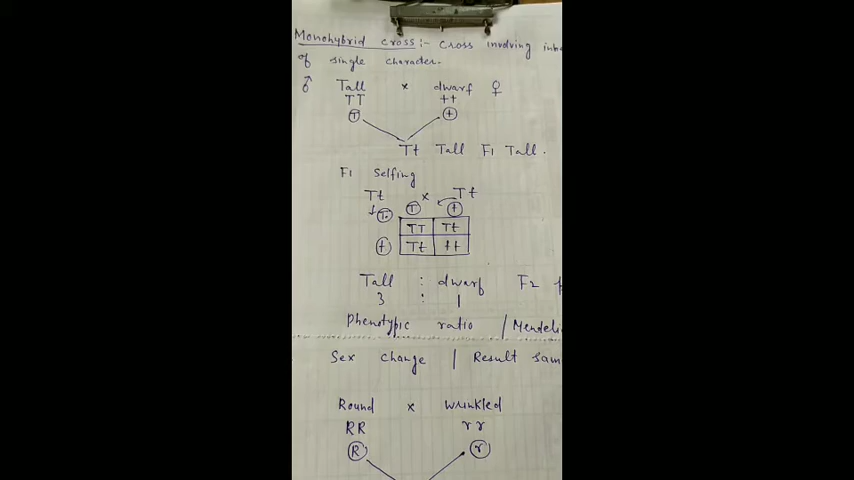 Monohybrid cross :- Cross involving
of single character.
♂ Tall × dwarf ♀
TT tt
T t
Tt Tall F1 Tall.
F1 Selfing
Tt × Tt
T T t
TT Tt
t Tt tt
Tall : dwarf F2
3 : 1
Phenotypic ratio /
Sex change | Result
Round × wrinkled
RR rr
R r